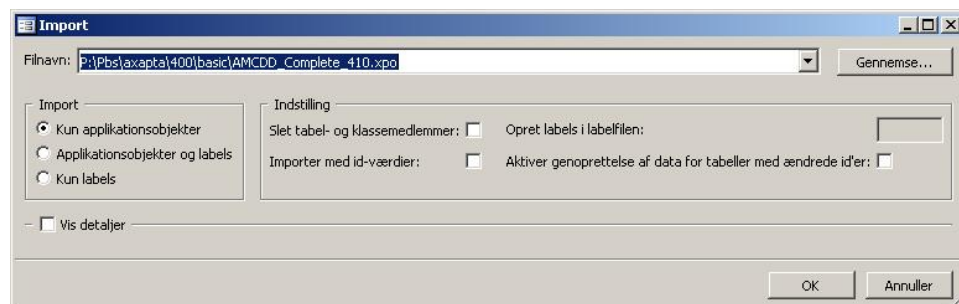 Import
Filnavn: P:\Pbs\axapta\400\basic\AMCDD_Complete_410.xpo Gennemse...
Import
Kun applikationsobjekter
Applikationsobjekter og labels
Kun labels
Indstilling
Slet tabel- og klassemedlemmer: Opret labels i labelfilen:
Importer med id-værdier: Aktiver genoprettelse af data for tabeller med ændrede id'er:
Vis detaljer
OK Annuller